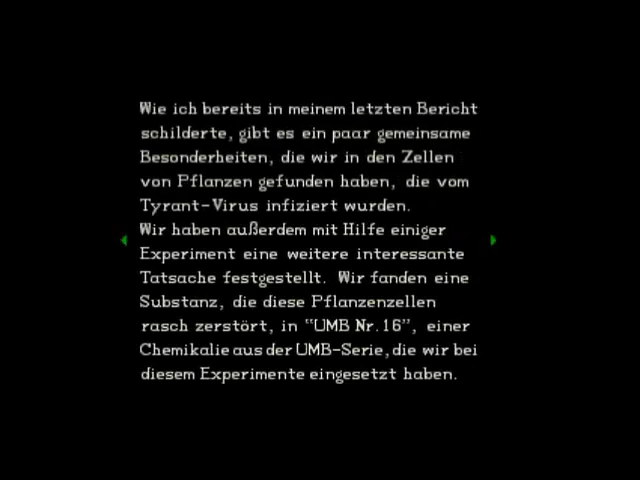 Wie ich bereits in meinem letzten Bericht
schilderte, gibt es ein paar gemeinsame
Besonderheiten, die wir in den Zellen
von Pflanzen gefunden haben, die vom
Tyrant-Virus infiziert wurden.
Wir haben außerdem mit Hilfe einiger
Experiment eine weitere interessante
Tatsache festgestellt. Wir fanden eine
Substanz, die diese Pflanzenzellen
rasch zerstört, in “UMB Nr.16”, einer
Chemikalie aus der UMB-Serie, die wir bei
diesem Experimente eingesetzt haben.